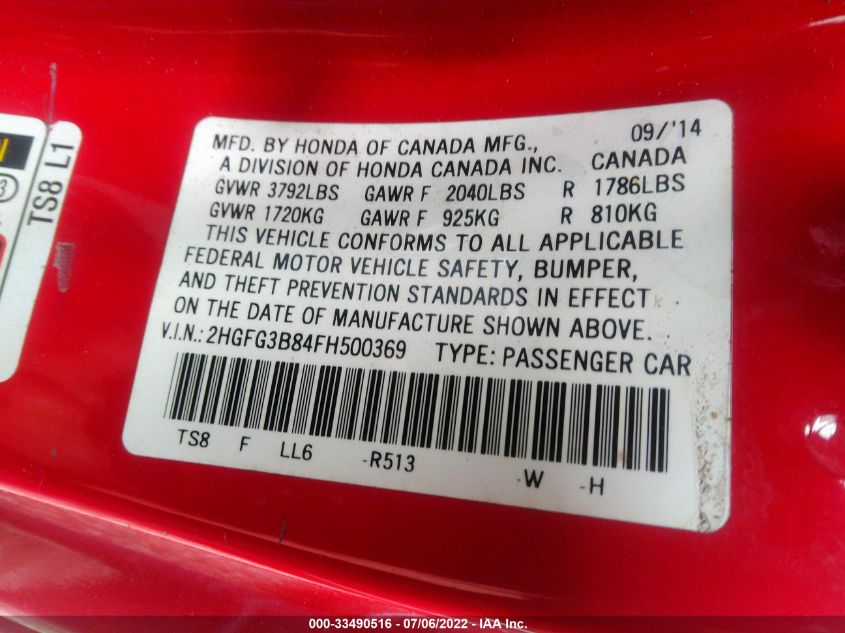 MFD. BY HONDA OF CANADA MFG., 09/'14
A DIVISION OF HONDA CANADA INC. CANADA
GVWR 3792LBS GAWR F 2040LBS R 1786LBS
GVWR 1720KG GAWR F 925KG R 810KG
THIS VEHICLE CONFORMS TO ALL APPLICABLE
FEDERAL MOTOR VEHICLE SAFETY, BUMPER,
AND THEFT PREVENTION STANDARDS IN EFFECT
ON THE DATE OF MANUFACTURE SHOWN ABOVE.
V.I.N.: 2HGFG3B84FH500369 TYPE: PASSENGER CAR
TS8 F LL6 -R513 -W -H
TS8 L1
000-33490516 - 07/06/2022 - 1 Inc.